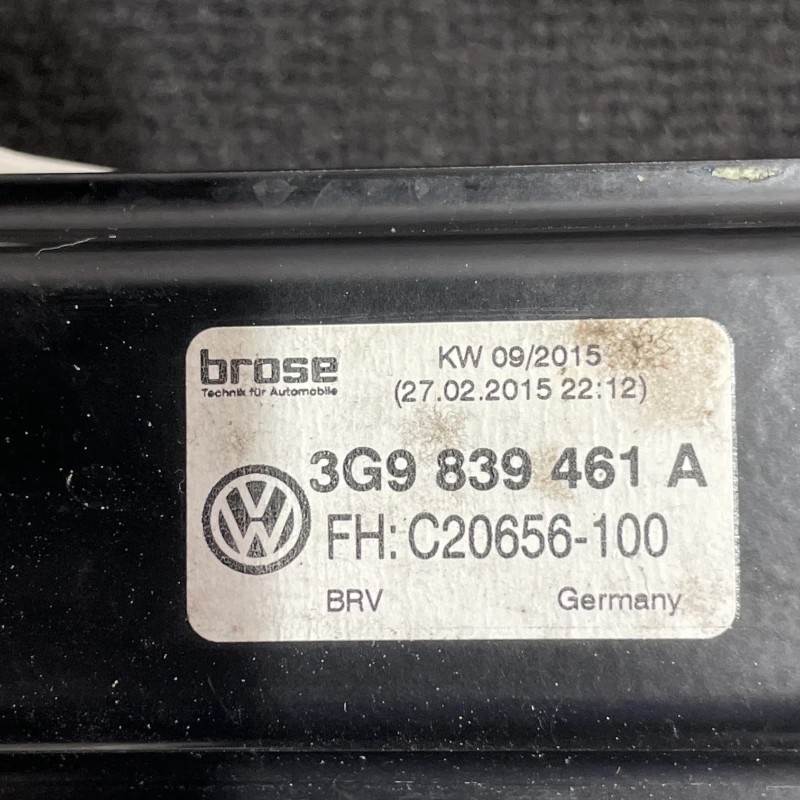 brose
Technik für Automobile
KW 09/2015
(27.02.2015 22:12)
3G9 839 461 A
FH: C20656-100
BRV Germany